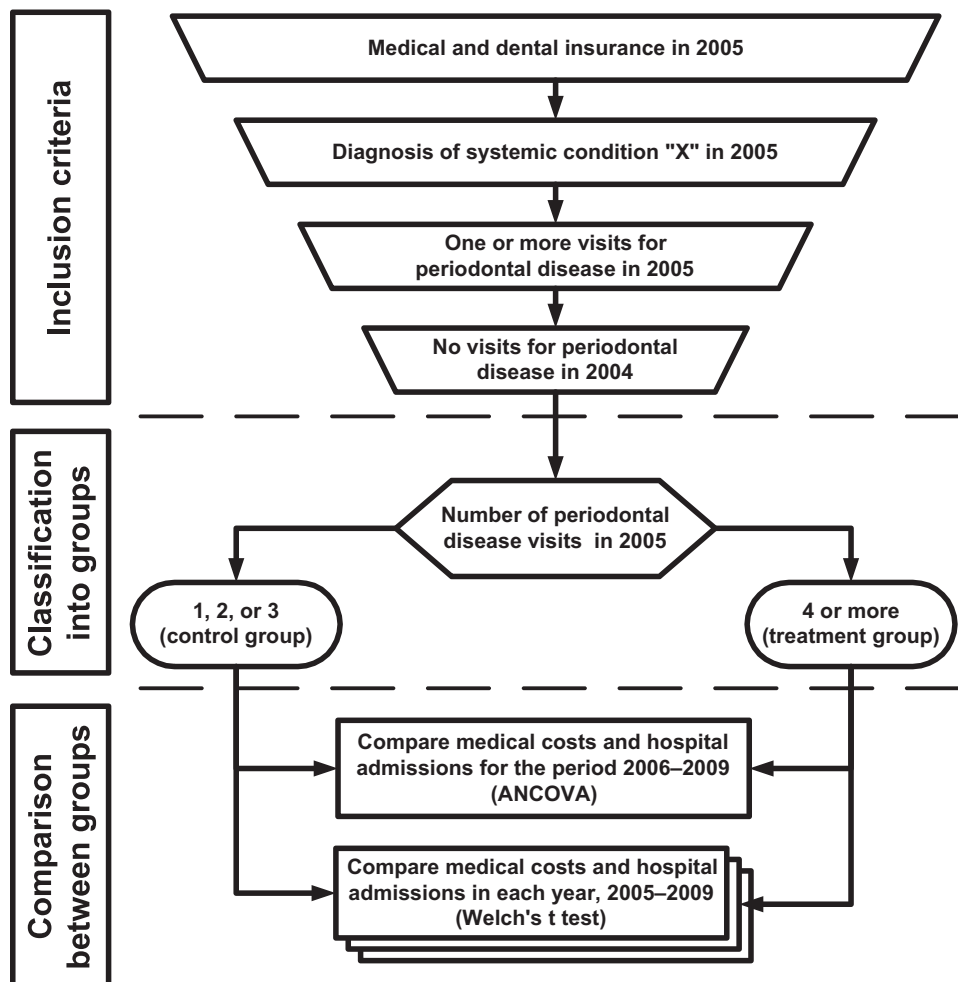 Inclusion criteria
Medical and dental insurance in 2005
Diagnosis of systemic condition "X" in 2005
One or more visits for
periodontal disease in 2005
No visits for periodontal
disease in 2004
Classification
into groups
Number of periodontal
disease visits in 2005
1, 2, or 3
(control group)
4 or more
(treatment group)
Comparison
between groups
Compare medical costs and hospital
admissions for the period 2006–2009
(ANCOVA)
Compare medical costs and hospital
admissions in each year, 2005–2009
(Welch's t test)